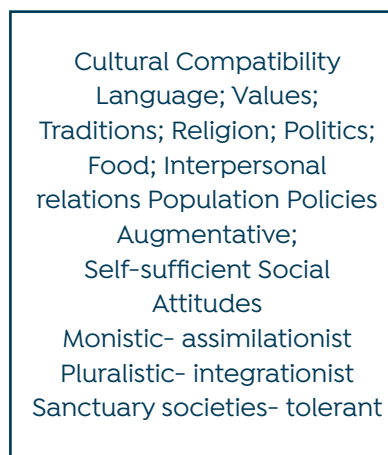 Cultural Compatibility
Language; Values;
Traditions; Religion; Politics;
Food; Interpersonal
relations Population Policies
Augmentative;
Self-sufficient Social
Attitudes
Monistic- assimilationist
Pluralistic- integrationist
Sanctuary societies- tolerant